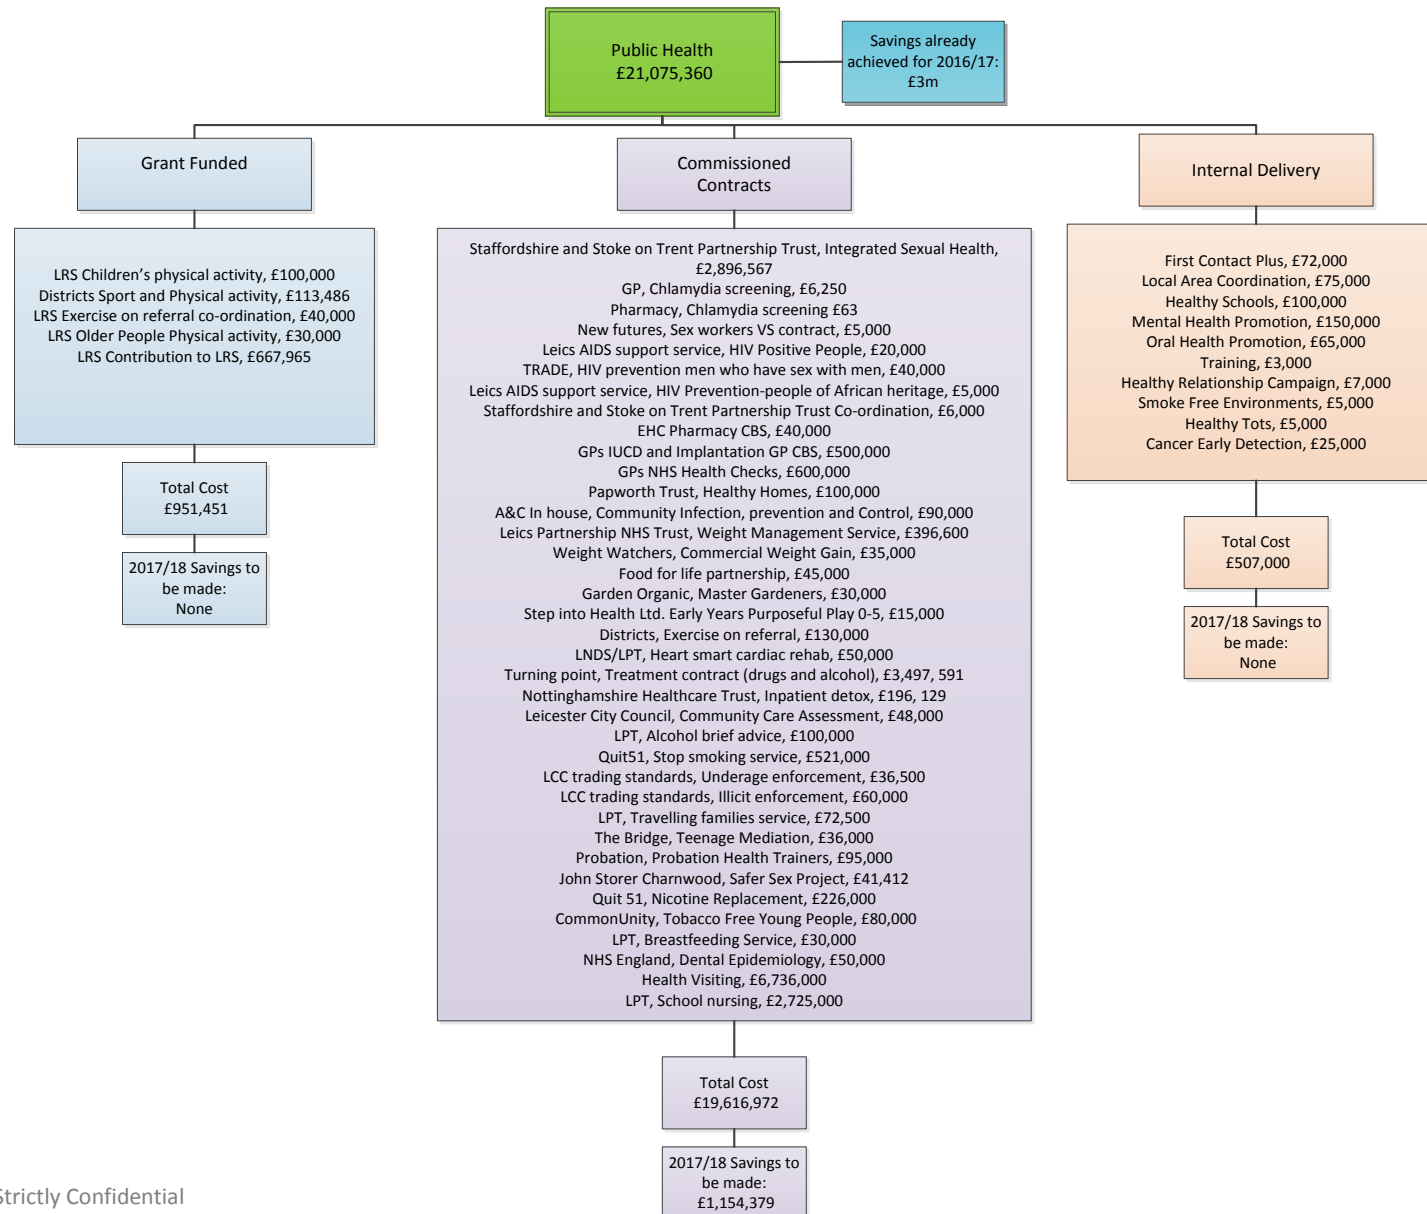 Public Health
£21,075,360
Savings already
achieved for 2016/17:
£3m
Grant Funded
Commissioned
Contracts
Internal Delivery
LRS Children's physical activity, £100,000
Districts Sport and Physical activity, £113,486
LRS Exercise on referral co-ordination, £40,000
LRS Older People Physical activity, £30,000
LRS Contribution to LRS, £667,965
Total Cost
£951,451
2017/18 Savings to
be made:
None
Staffordshire and Stoke on Trent Partnership Trust, Integrated Sexual Health,
£2,896,567
GP, Chlamydia screening, £6,250
Pharmacy, Chlamydia screening £63
New futures, Sex workers VS contract, £5,000
Leics AIDS support service, HIV Positive People, £20,000
TRADE, HIV prevention men who have sex with men, £40,000
Leics AIDS support service, HIV Prevention-people of African heritage, £5,000
Staffordshire and Stoke on Trent Partnership Trust Co-ordination, £6,000
EHC Pharmacy CBS, £40,000
GPs IUCD and Implantation GP CBS, £500,000
GPs NHS Health Checks, £600,000
Papworth Trust, Healthy Homes, £100,000
A&C In house, Community Infection, prevention and Control, £90,000
Leics Partnership NHS Trust, Weight Management Service, £396,600
Weight Watchers, Commercial Weight Gain, £35,000
Food for life partnership, £45,000
Garden Organic, Master Gardeners, £30,000
Step into Health Ltd. Early Years Purposeful Play 0-5, £15,000
Districts, Exercise on referral, £130,000
LNDS/LPT, Heart smart cardiac rehab, £50,000
Turning point, Treatment contract (drugs and alcohol), £3,497, 591
Nottinghamshire Healthcare Trust, Inpatient detox, £196, 129
Leicester City Council, Community Care Assessment, £48,000
LPT, Alcohol brief advice, £100,000
Quit51, Stop smoking service, £521,000
LCC trading standards, Underage enforcement, £36,500
LCC trading standards, Illicit enforcement, £60,000
LPT, Travelling families service, £72,500
The Bridge, Teenage Mediation, £36,000
Probation, Probation Health Trainers, £95,000
John Storer Charnwood, Safer Sex Project, £41,412
Quit 51, Nicotine Replacement, £226,000
CommonUnity, Tobacco Free Young People, £80,000
LPT, Breastfeeding Service, £30,000
NHS England, Dental Epidemiology, £50,000
Health Visiting, £6,736,000
LPT, School nursing, £2,725,000
Total Cost
£19,616,972
2017/18 Savings to
be made:
£1,154,379
First Contact Plus, £72,000
Local Area Coordination, £75,000
Healthy Schools, £100,000
Mental Health Promotion, £150,000
Oral Health Promotion, £65,000
Training, £3,000
Healthy Relationship Campaign, £7,000
Smoke Free Environments, £5,000
Healthy Tots, £5,000
Cancer Early Detection, £25,000
Total Cost
£507,000
2017/18 Savings to
be made:
None
Strictly Confidential